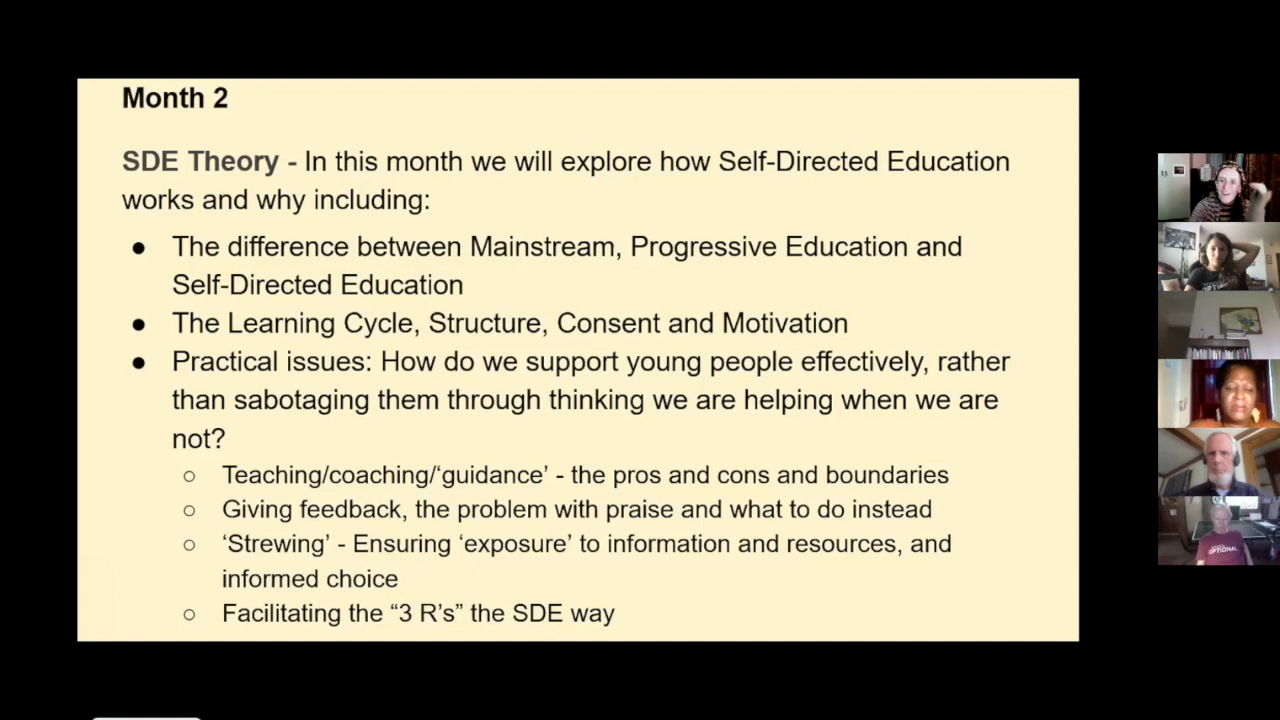 Month 2
SDE Theory - In this month we will explore how Self-Directed Education
works and why including:
● The difference between Mainstream, Progressive Education and
Self-Directed Education
● The Learning Cycle, Structure, Consent and Motivation
● Practical issues: How do we support young people effectively, rather
than sabotaging them through thinking we are helping when we are
not?
○ Teaching/coaching/‘guidance’ - the pros and cons and boundaries
○ Giving feedback, the problem with praise and what to do instead
○ ‘Strewing’ - Ensuring ‘exposure’ to information and resources, and
informed choice
○ Facilitating the “3 R’s” the SDE way
OPTIONAL